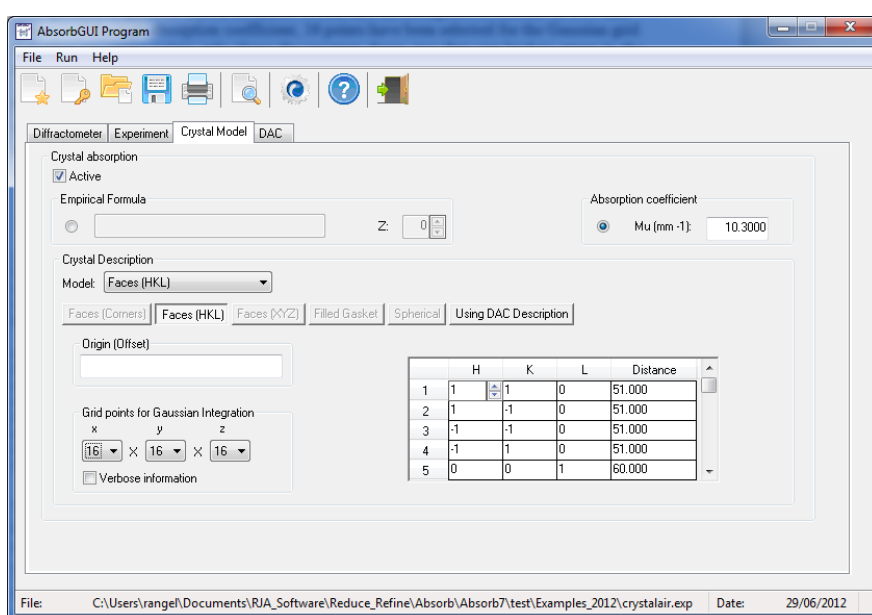 AbsorbGUI Program
File Run Help
Diffractometer Experiment Crystal Model DAC
Crystal absorption
Active
Empirical Formula Absorption coefficient
Z: 0 Mu (mm -1): 10.3000
Crystal Description
Model: Faces (HKL)
Faces (Corners) Faces (HKL) Faces (XYZ) Filled Gasket Spherical Using DAC Description
Origin (Offset)
H K L Distance
1 1 1 0 51.000
2 1 -1 0 51.000
3 -1 -1 0 51.000
4 -1 1 0 51.000
5 0 0 1 60.000
Grid points for Gaussian Integration
x y z
16 X 16 X 16
Verbose information
File: C:\Users\rangel\Documents\RJA_Software\Reduce_Refine\Absorb\Absorb7\test\Examples_2012\crystalair.exp Date: 29/06/2012